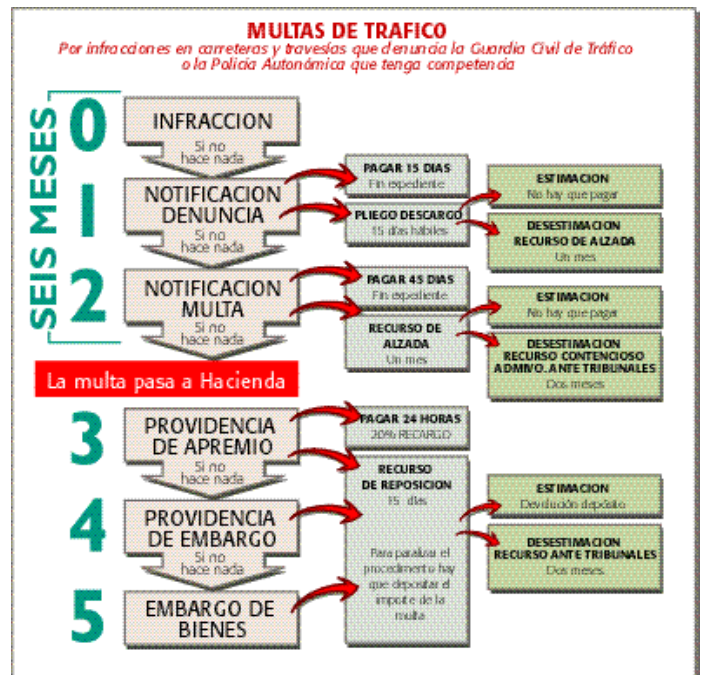 MULTAS DE TRAFICO
Por infracciones en carreteras y travesías que denuncia la Guardia Civil de Tráfico
o la Policía Autonómica que tenga competencia
SEIS MESES
0
INFRACCION
Si no
hace nada
1
NOTIFICACION
DENUNCIA
Si no
hace nada
PAGAR 15 DIAS
Fin expediente
PLIEGO DESCARGO
15 días hábiles
ESTIMACION
No hay que pagar
DESESTIMACION
RECURSO DE ALZADA
Un mes
2
NOTIFICACION
MULTA
Si no
hace nada
PAGAR 45 DIAS
Fin expediente
RECURSO DE
ALZADA
Un mes
ESTIMACION
No hay que pagar
DESESTIMACION
RECURSO CONTENCIOSO
ADMIVO. ANTE TRIBUNALES
Dos meses
La multa pasa a Hacienda
3
PROVIDENCIA
DE APREMIO
Si no
hace nada
PAGAR 24 HORAS
20% RECARGO
4
PROVIDENCIA
DE EMBARGO
Si no
hace nada
RECURSO
DE REPOSICION
15 días
Para paralizar el
procedimento hay
que depositar el
importe de la
multa
ESTIMACION
Devolución depósito
DESESTIMACION
RECURSO ANTE TRIBUNALES
Dos meses.
5
EMBARGO DE
BIENES